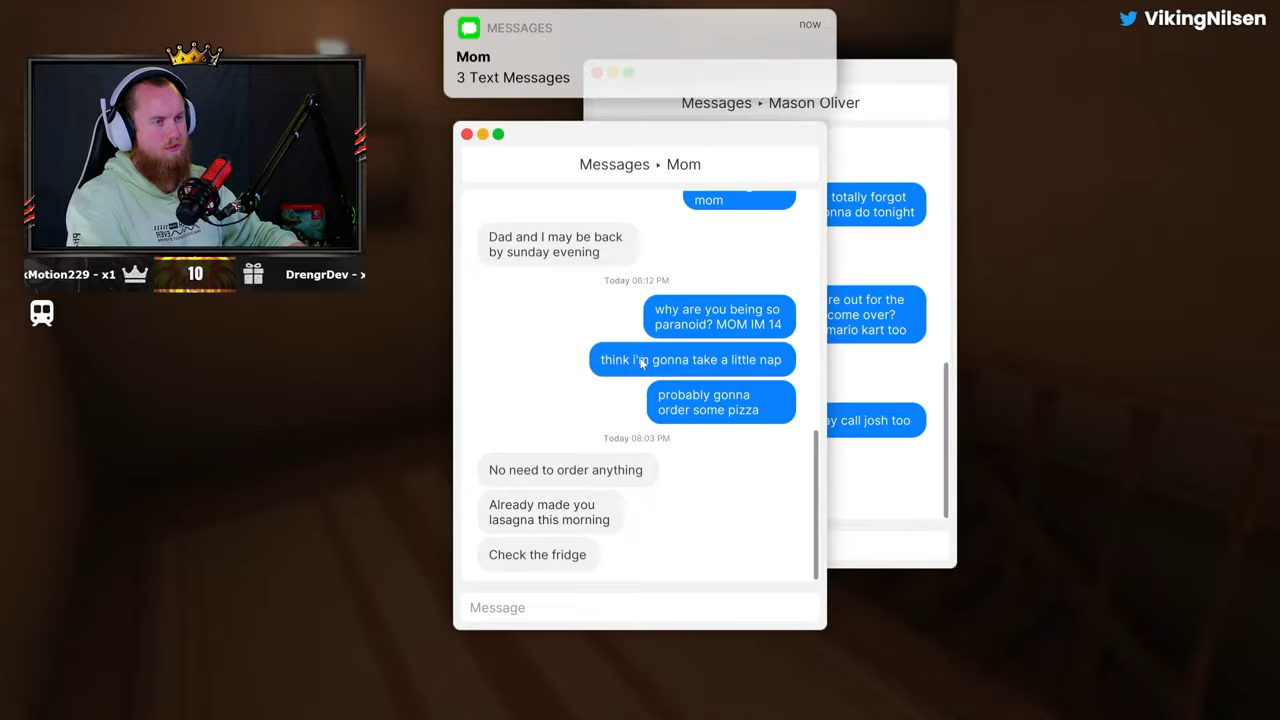 MESSAGES
now
Mom
3 Text Messages
VikingNilsen
Messages ‣ Mason Oliver
totally forgot
tonight
re out for the
come over?
mario kart too
call josh too
Messages ‣ Mom
mom
Dad and I may be back
by sunday evening
Today 06:12 PM
why are you being so
paranoid? MOM IM 14
think i'm gonna take a little nap
probably gonna
order some pizza
Today 08:03 PM
No need to order anything
Already made you
lasagna this morning
Check the fridge
Message
xMotion229 - x1
10
DrengrDev - x